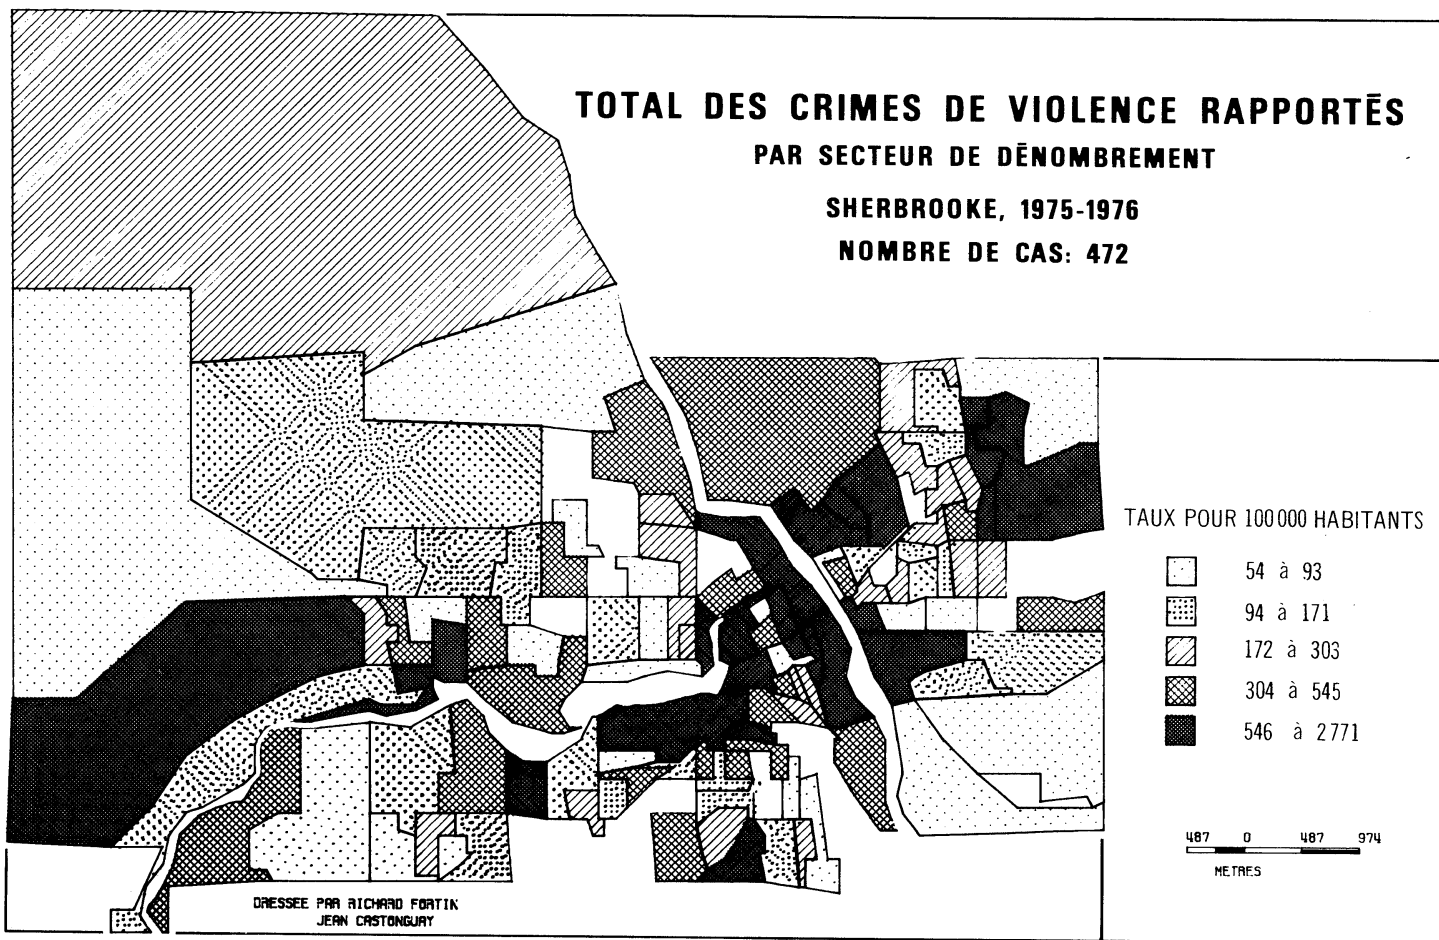 TOTAL DES CRIMES DE VIOLENCE RAPPORTÉS
PAR SECTEUR DE DÉNOMBREMENT
SHERBROOKE, 1975-1976
NOMBRE DE CAS: 472
TAUX POUR 100000 HABITANTS
54 à 93
94 à 171
172 à 303
304 à 545
546 à 2771
487 0 487 974
METRES
DRESSEE PAR RICHARD FORTIN
JEAN CASTONGUAY